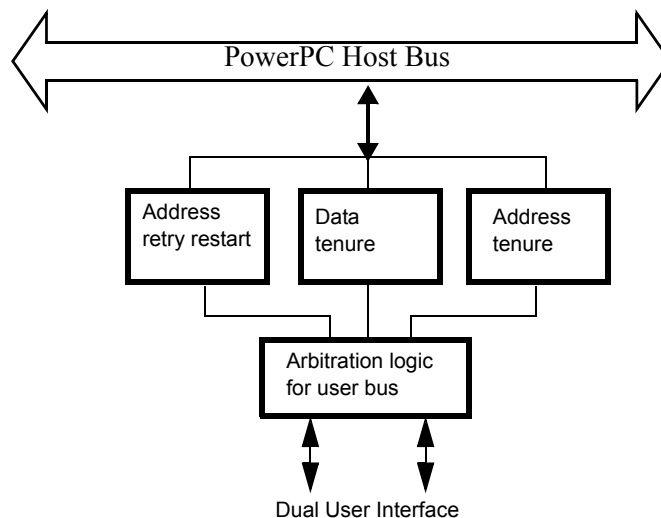 PowerPC Host Bus
Address
retry restart
Data
tenure
Address
tenure
Arbitration logic
for user bus
Dual User Interface